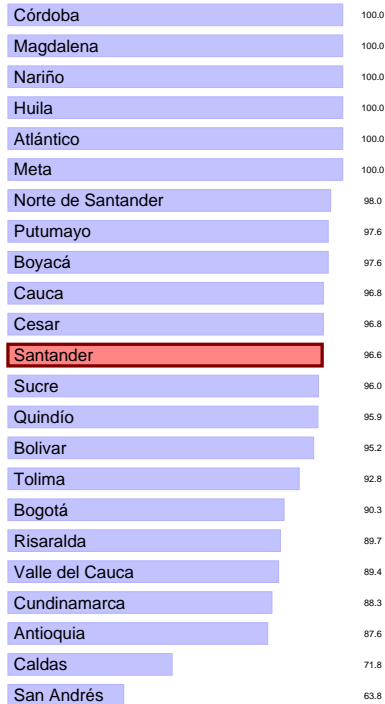 Córdoba 100.0
Magdalena 100.0
Nariño 100.0
Huila 100.0
Atlántico 100.0
Meta 100.0
Norte de Santander 98.0
Putumayo 97.6
Boyacá 97.6
Cauca 96.8
Cesar 96.8
Santander 96.6
Sucre 96.0
Quindío 95.9
Bolivar 95.2
Tolima 92.8
Bogotá 90.3
Risaralda 89.7
Valle del Cauca 89.4
Cundinamarca 88.3
Antioquia 87.6
Caldas 71.8
San Andrés 63.8